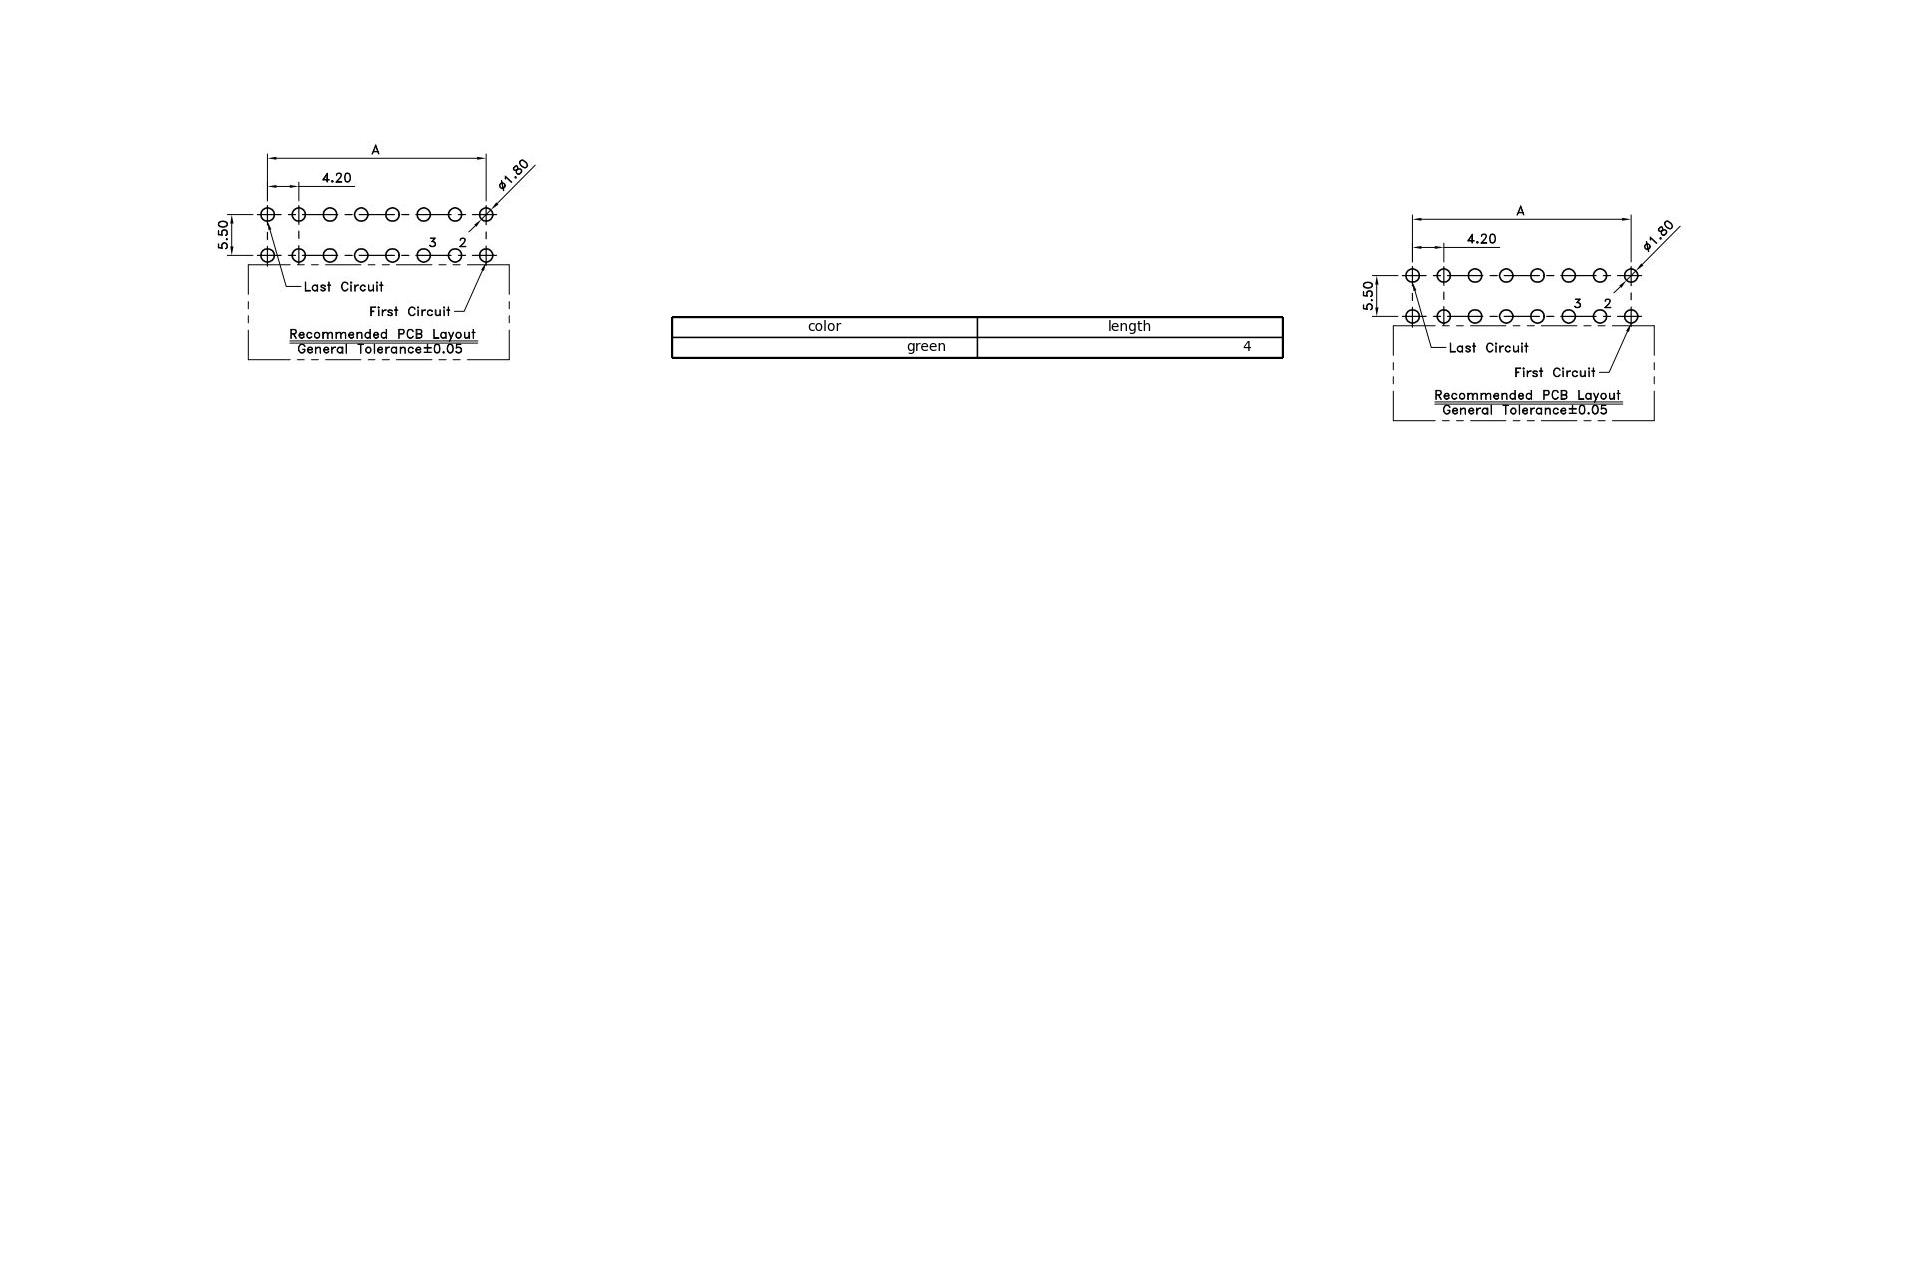 A
4.20
ø1.80
5.50
3 2
Last Circuit
First Circuit
Recommended PCB Layout
General Tolerance±0.05
color length
green 4
A
4.20
ø1.80
5.50
3 2
Last Circuit
First Circuit
Recommended PCB Layout
General Tolerance±0.05